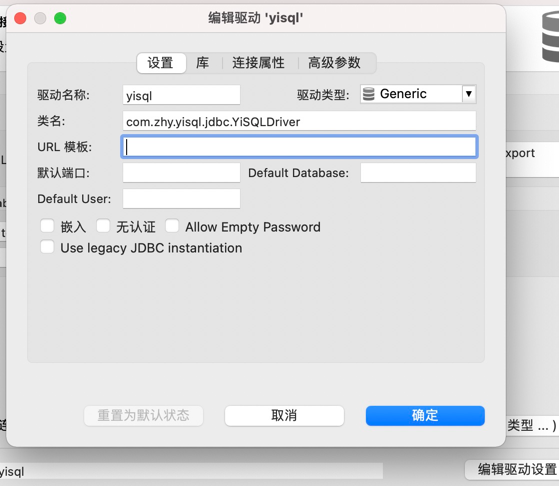 编辑驱动 'yisql'
设置 库 连接属性 高级参数
驱动名称: yisql 驱动类型: Generic
类名: com.zhy.yisql.jdbc.YiSQLDriver
URL 模板:
xport
默认端口: Default Database:
Default User:
嵌入 无认证 Allow Empty Password
Use legacy JDBC instantiation
重置为默认状态 取消 确定
类型 ... )
yisql 编辑驱动设置